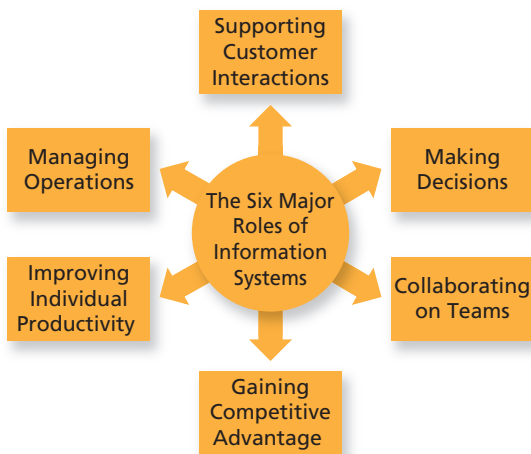 Supporting
Customer
Interactions
Managing
Operations
Making
Decisions
The Six Major
Roles of
Information
Systems
Improving
Individual
Productivity
Collaborating
on Teams
Gaining
Competitive
Advantage